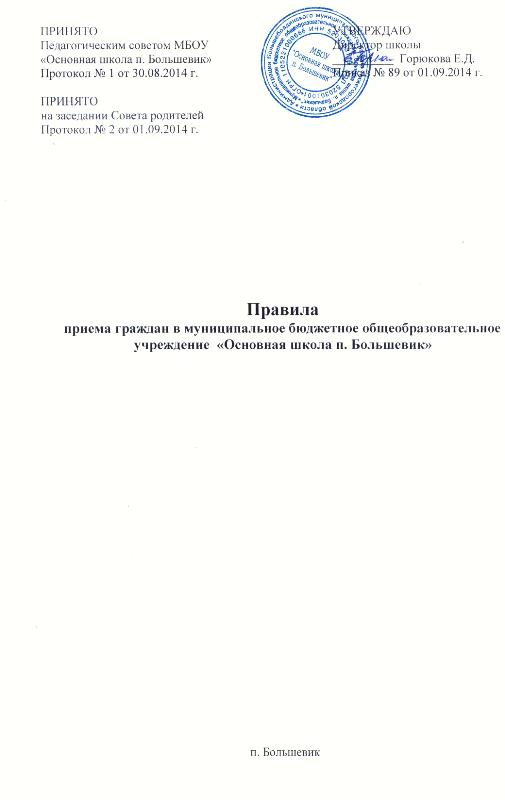 ПРИНЯТО
Педагогическим советом МБОУ
«Основная школа п. Большевик»
Протокол № 1 от 30.08.2014 г.
ПРИНЯТО
на заседании Совета родителей
Протокол № 2 от 01.09.2014 г.
УТВЕРЖДАЮ
Директор школы
Горюкова Е.Д.
Приказ № 89 от 01.09.2014 г.
МБОУ
"Основная школа
п. Большевик"
Правила
приема граждан в муниципальное бюджетное общеобразовательное
учреждение «Основная школа п. Большевик»
п. Большевик